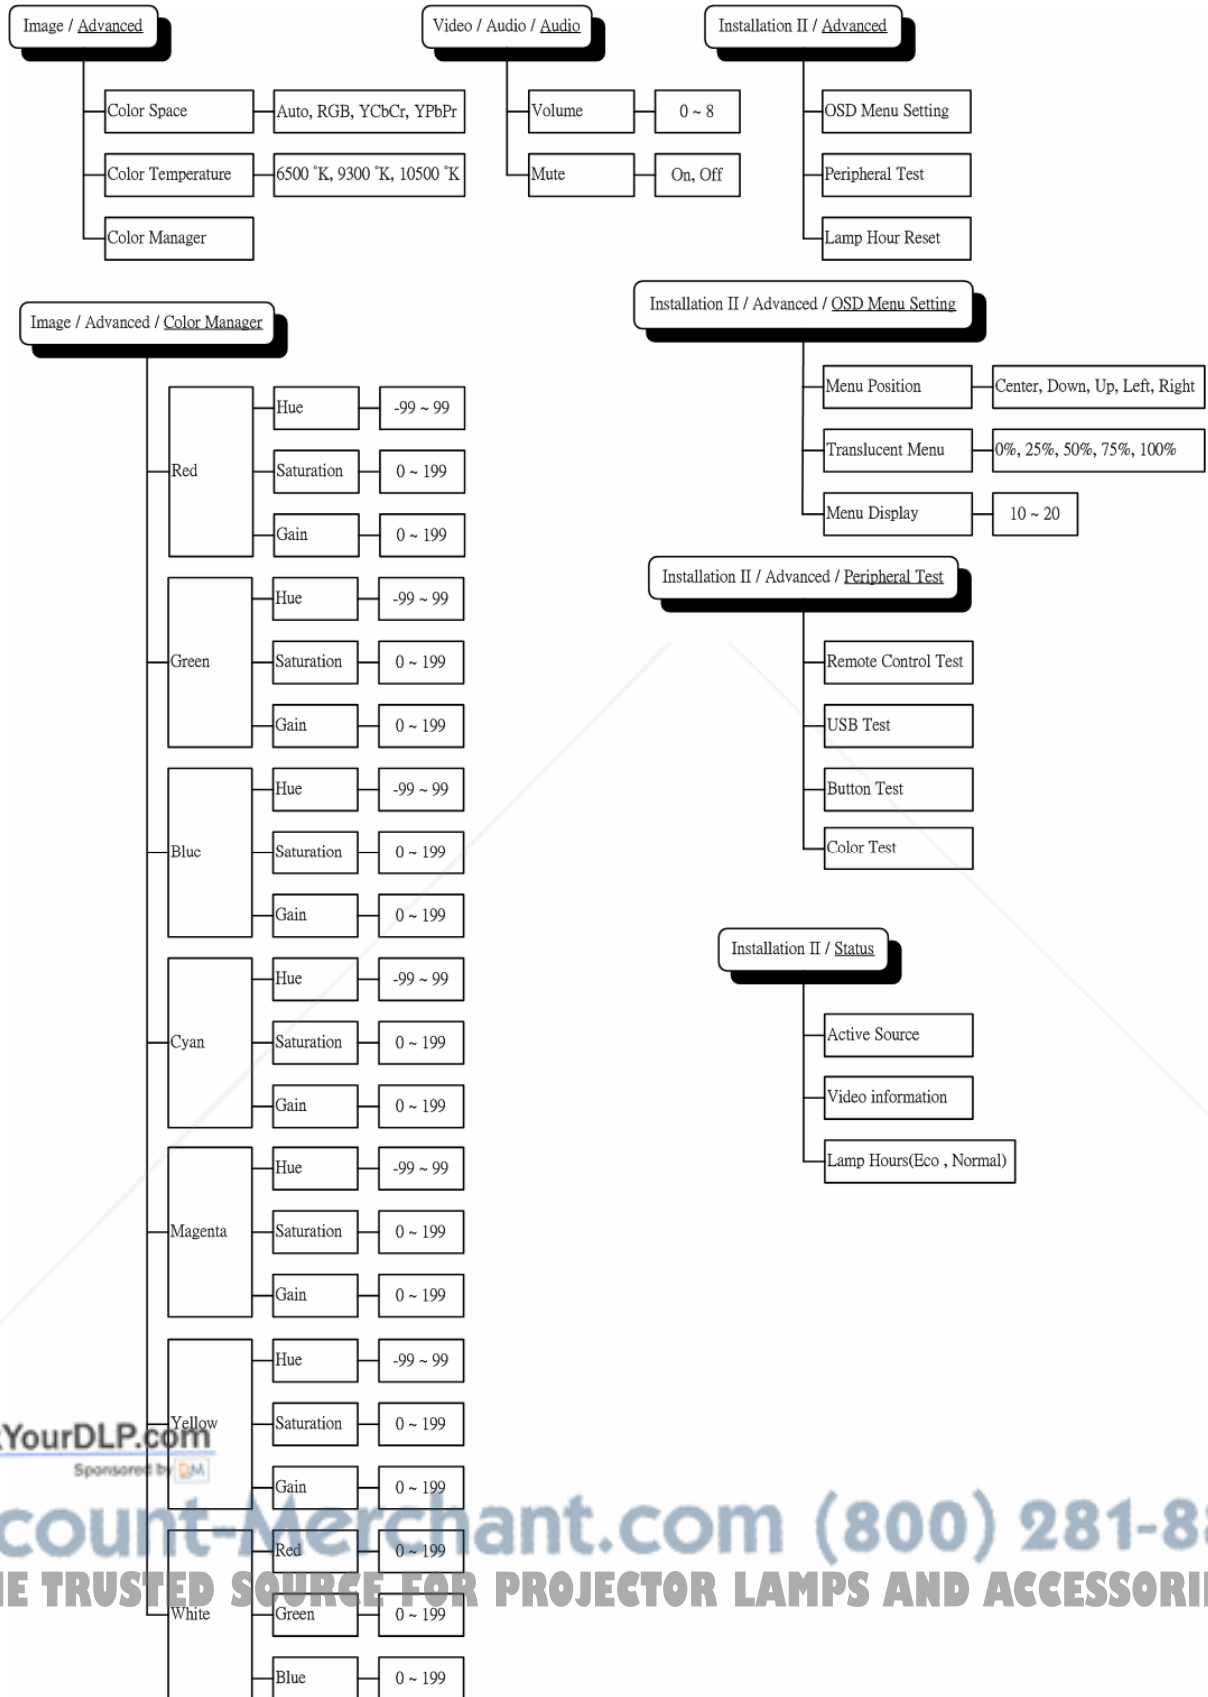 Image / Advanced
Color Space
Auto, RGB, YCbCr, YPbPr
Color Temperature
6500 °K, 9300 °K, 10500 °K
Color Manager
Video / Audio / Audio
Volume
0 ~ 8
Mute
On, Off
Installation II / Advanced
OSD Menu Setting
Peripheral Test
Lamp Hour Reset
Image / Advanced / Color Manager
Red
Hue
-99 ~ 99
Saturation
0 ~ 199
Gain
0 ~ 199
Green
Hue
-99 ~ 99
Saturation
0 ~ 199
Gain
0 ~ 199
Blue
Hue
-99 ~ 99
Saturation
0 ~ 199
Gain
0 ~ 199
Cyan
Hue
-99 ~ 99
Saturation
0 ~ 199
Gain
0 ~ 199
Magenta
Hue
-99 ~ 99
Saturation
0 ~ 199
Gain
0 ~ 199
Yellow
Hue
-99 ~ 99
Saturation
0 ~ 199
Gain
0 ~ 199
White
Red
0 ~ 199
Green
0 ~ 199
Blue
0 ~ 199
Installation II / Advanced / OSD Menu Setting
Menu Position
Center, Down, Up, Left, Right
Translucent Menu
0%, 25%, 50%, 75%, 100%
Menu Display
10 ~ 20
Installation II / Advanced / Peripheral Test
Remote Control Test
USB Test
Button Test
Color Test
Installation II / Status
Active Source
Video information
Lamp Hours(Eco , Normal)
YourDLP.com
Sponsored by DM
count-Merchant.com (800) 281-8
TRUSTED SOURCE FOR PROJECTOR LAMPS AND ACCESSORI